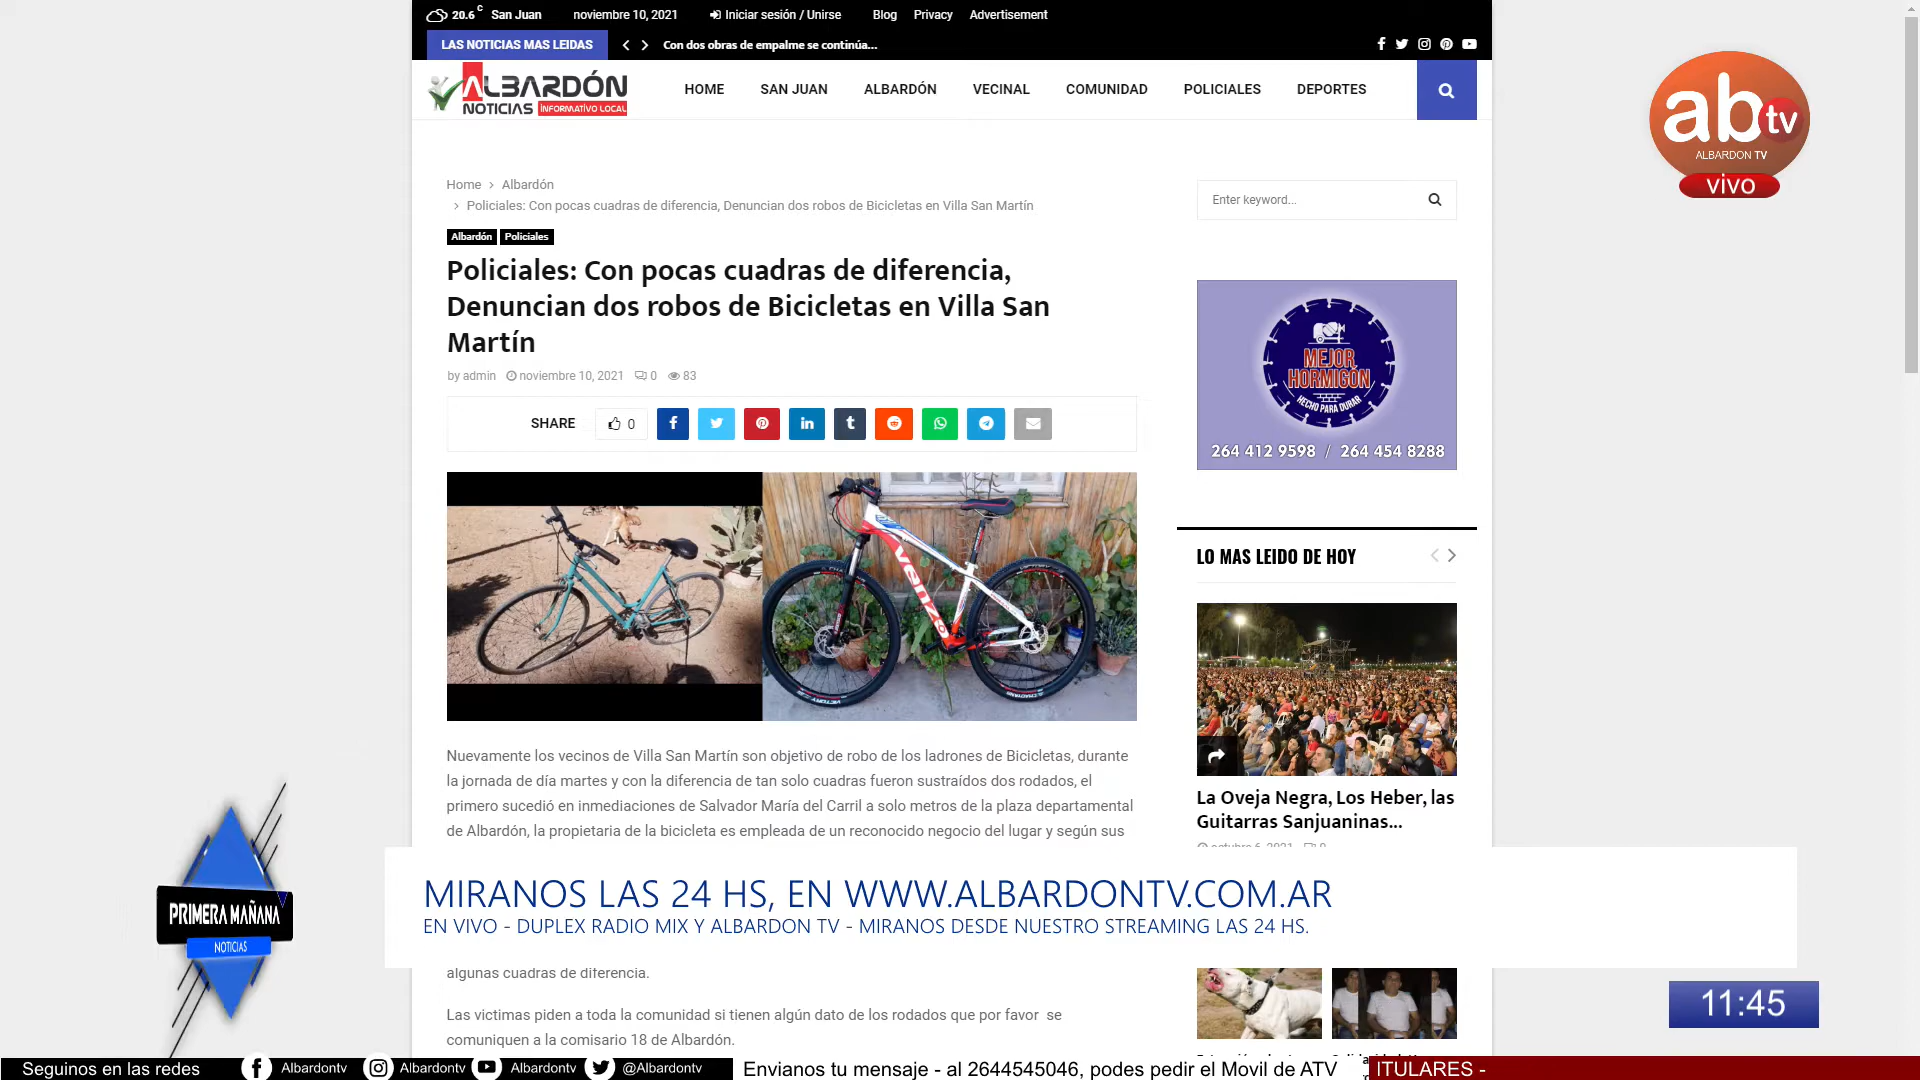 20.6 C San Juan noviembre 10, 2021 Iniciar sesión / Unirse Blog Privacy Advertisement
LAS NOTICIAS MAS LEIDAS Con dos obras de empalme se continúa...
ALBARDÓN
NOTICIAS INFORMATIVO LOCAL
HOME SAN JUAN ALBARDÓN VECINAL COMUNIDAD POLICIALES DEPORTES
abtv
ALBARDON TV
vivo
Home > Albardón
> Policiales: Con pocas cuadras de diferencia, Denuncian dos robos de Bicicletas en Villa San Martín
Enter keyword...
Albardón Policiales
Policiales: Con pocas cuadras de diferencia,
Denuncian dos robos de Bicicletas en Villa San
Martín
by admin noviembre 10, 2021 0 83
SHARE 0
MEJOR
HORMIGÓN
HECHO PARA DURAR
264 412 9598 / 264 454 8288
venzo
VICTORY
LO MAS LEIDO DE HOY
La Oveja Negra, Los Heber, las
Guitarras Sanjuaninas...
octubre 6, 2021 0
Nuevamente los vecinos de Villa San Martín son objetivo de robo de los ladrones de Bicicletas, durante
la jornada de día martes y con la diferencia de tan solo cuadras fueron sustraídos dos rodados, el
primero sucedió en inmediaciones de Salvador María del Carril a solo metros de la plaza departamental
de Albardón, la propietaria de la bicicleta es empleada de un reconocido negocio del lugar y según sus
PRIMERA MAÑANA
NOTICIAS
MIRANOS LAS 24 HS, EN WWW.ALBARDONTV.COM.AR
EN VIVO - DUPLEX RADIO MIX Y ALBARDON TV - MIRANOS DESDE NUESTRO STREAMING LAS 24 HS.
algunas cuadras de diferencia.
Las victimas piden a toda la comunidad si tienen algún dato de los rodados que por favor se
comuniquen a la comisario 18 de Albardón.
11:45
Seguinos en las redes Albardontv Albardontv Albardontv @Albardontv Envianos tu mensaje - al 2644545046, podes pedir el Movil de ATV ITULARES -